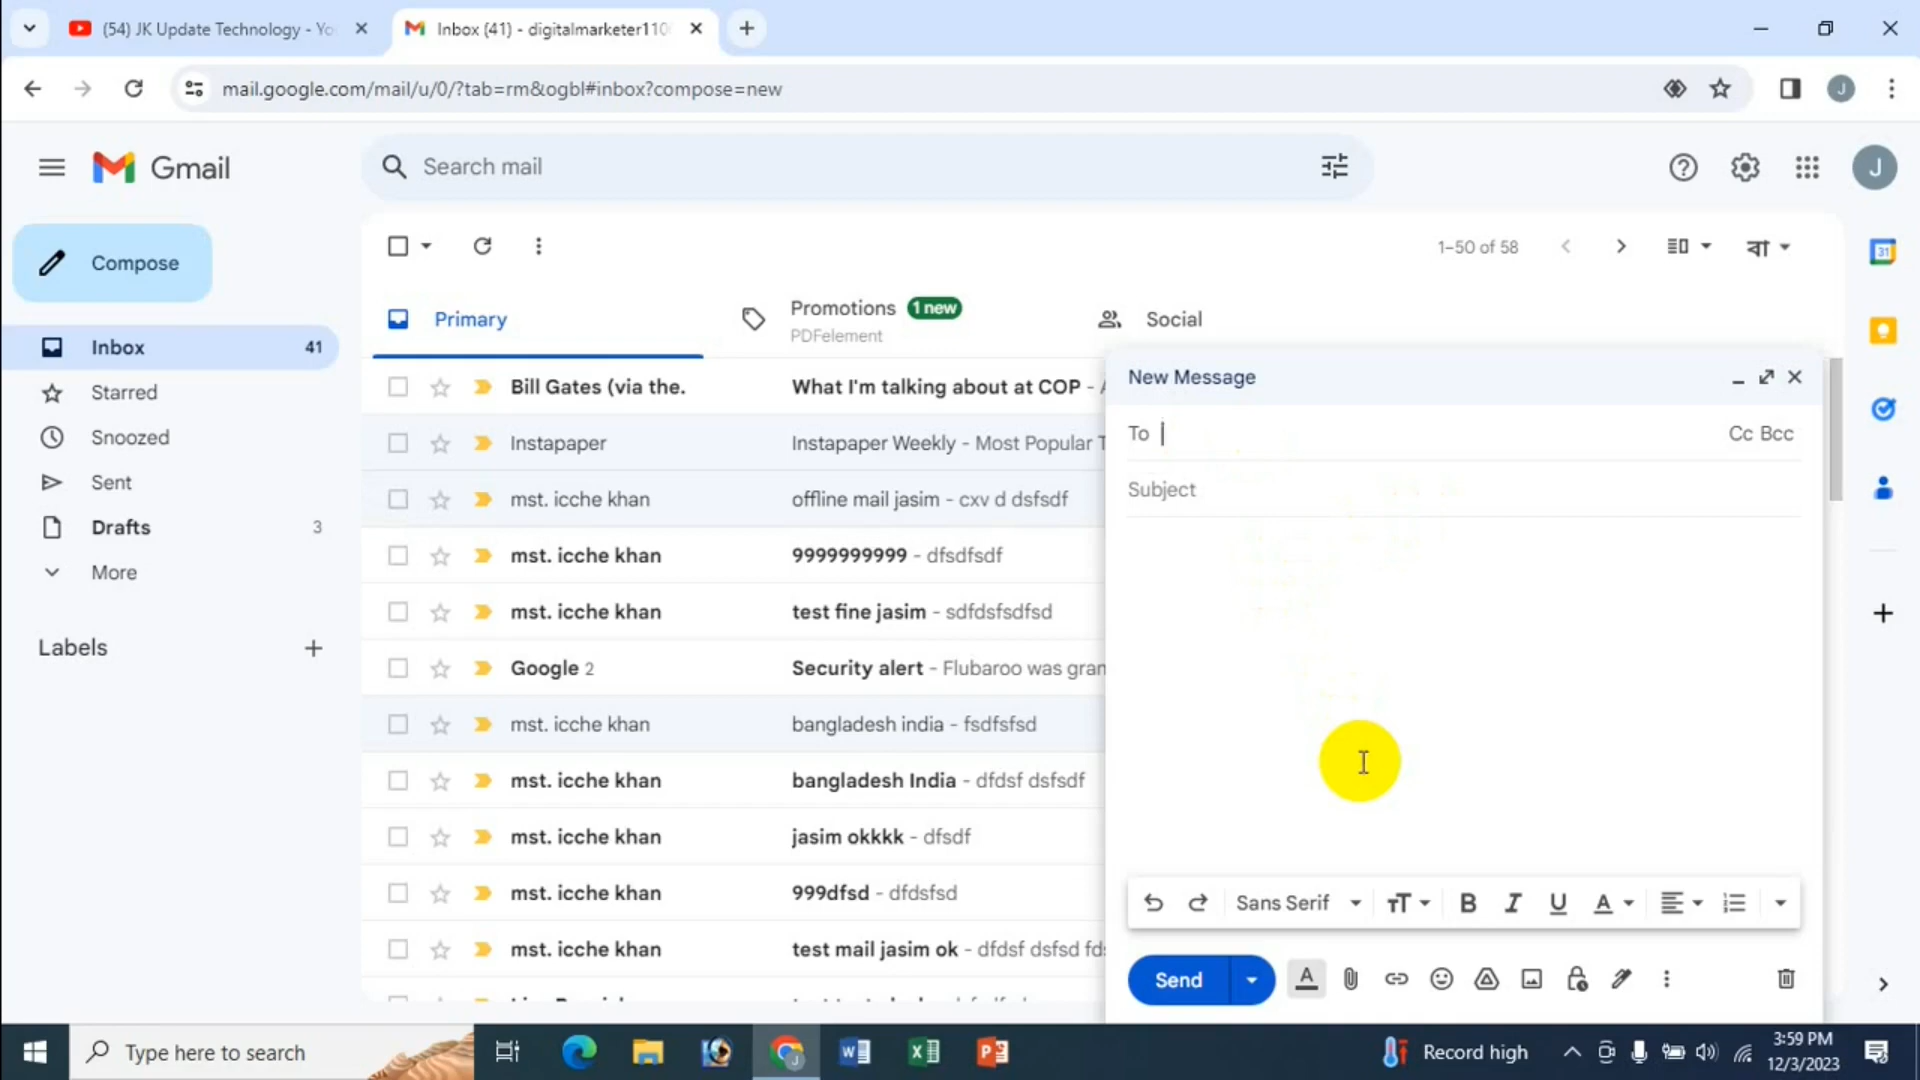 (54) JK Update Technology - Yo
Inbox (41) - digitalmarketer110
mail.google.com/mail/u/0/?tab=rm&ogbl#inbox?compose=new
J
Gmail
Search mail
J
Compose
1–50 of 58
বা
31
Primary
Promotions 1 new
PDFelement
Social
Inbox 41
Starred
Snoozed
Sent
Drafts 3
More
Labels
Bill Gates (via the. What I'm talking about at COP -
Instapaper Instapaper Weekly - Most Popular T
mst. icche khan offline mail jasim - cxv d dsfsdf
mst. icche khan 9999999999 - dfsdfsdf
mst. icche khan test fine jasim - sdfdsfsdfsd
Google 2 Security alert - Flubaroo was gran
mst. icche khan bangladesh india - fsdfsfsd
mst. icche khan bangladesh India - dfdsf dsfsdf
mst. icche khan jasim okkkk - dfsdf
mst. icche khan 999dfsd - dfdsfsd
mst. icche khan test mail jasim ok - dfdsf dsfsd fds
New Message
To Cc Bcc
Subject
Sans Serif
Send
Type here to search
Record high
3:59 PM
12/3/2023